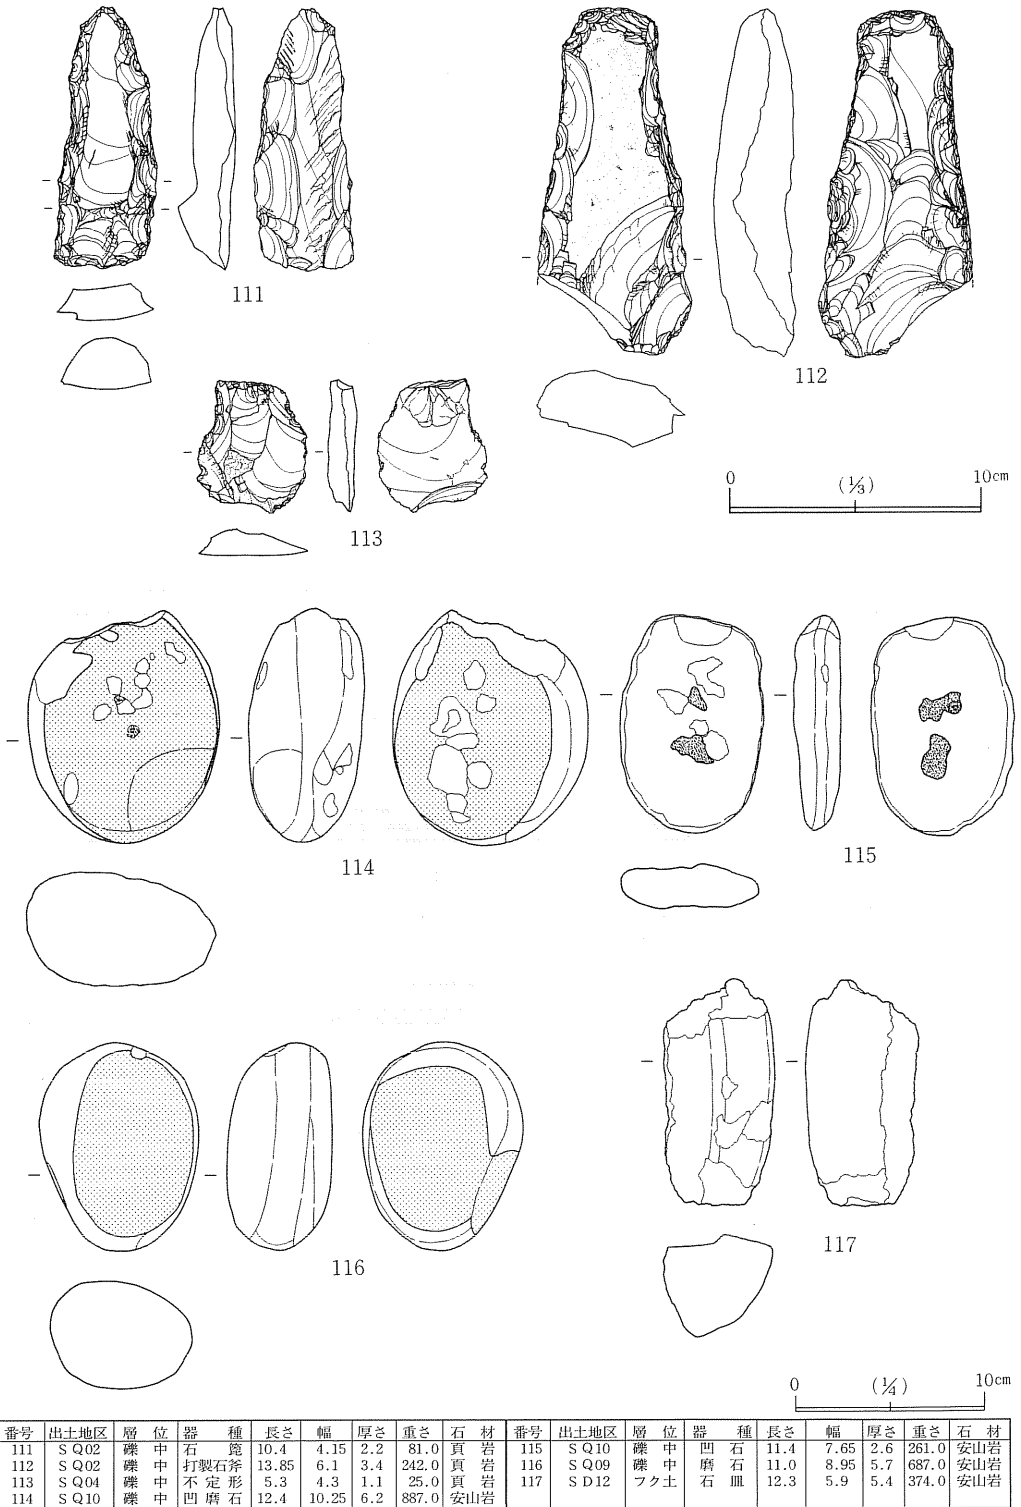 111
112
113
0 (1/3) 10cm
114
115
116
117
0 (1/4) 10cm
番号 出土地区 層位 器種 長さ 幅 厚さ 重さ 石材
111 SQ02 礫中 石箆 10.4 4.15 2.2 81.0 頁岩
112 SQ02 礫中 打製石斧 13.85 6.1 3.4 242.0 頁岩
113 SQ04 礫中 不定形 5.3 4.3 1.1 25.0 頁岩
114 SQ10 礫中 凹磨石 12.4 10.25 6.2 887.0 安山岩
番号 出土地区 層位 器種 長さ 幅 厚さ 重さ 石材
115 SQ10 礫中 凹石 11.4 7.65 2.6 261.0 安山岩
116 SQ09 礫中 磨石 11.0 8.95 5.7 687.0 安山岩
117 SD12 フク土 石皿 12.3 5.9 5.4 374.0 安山岩